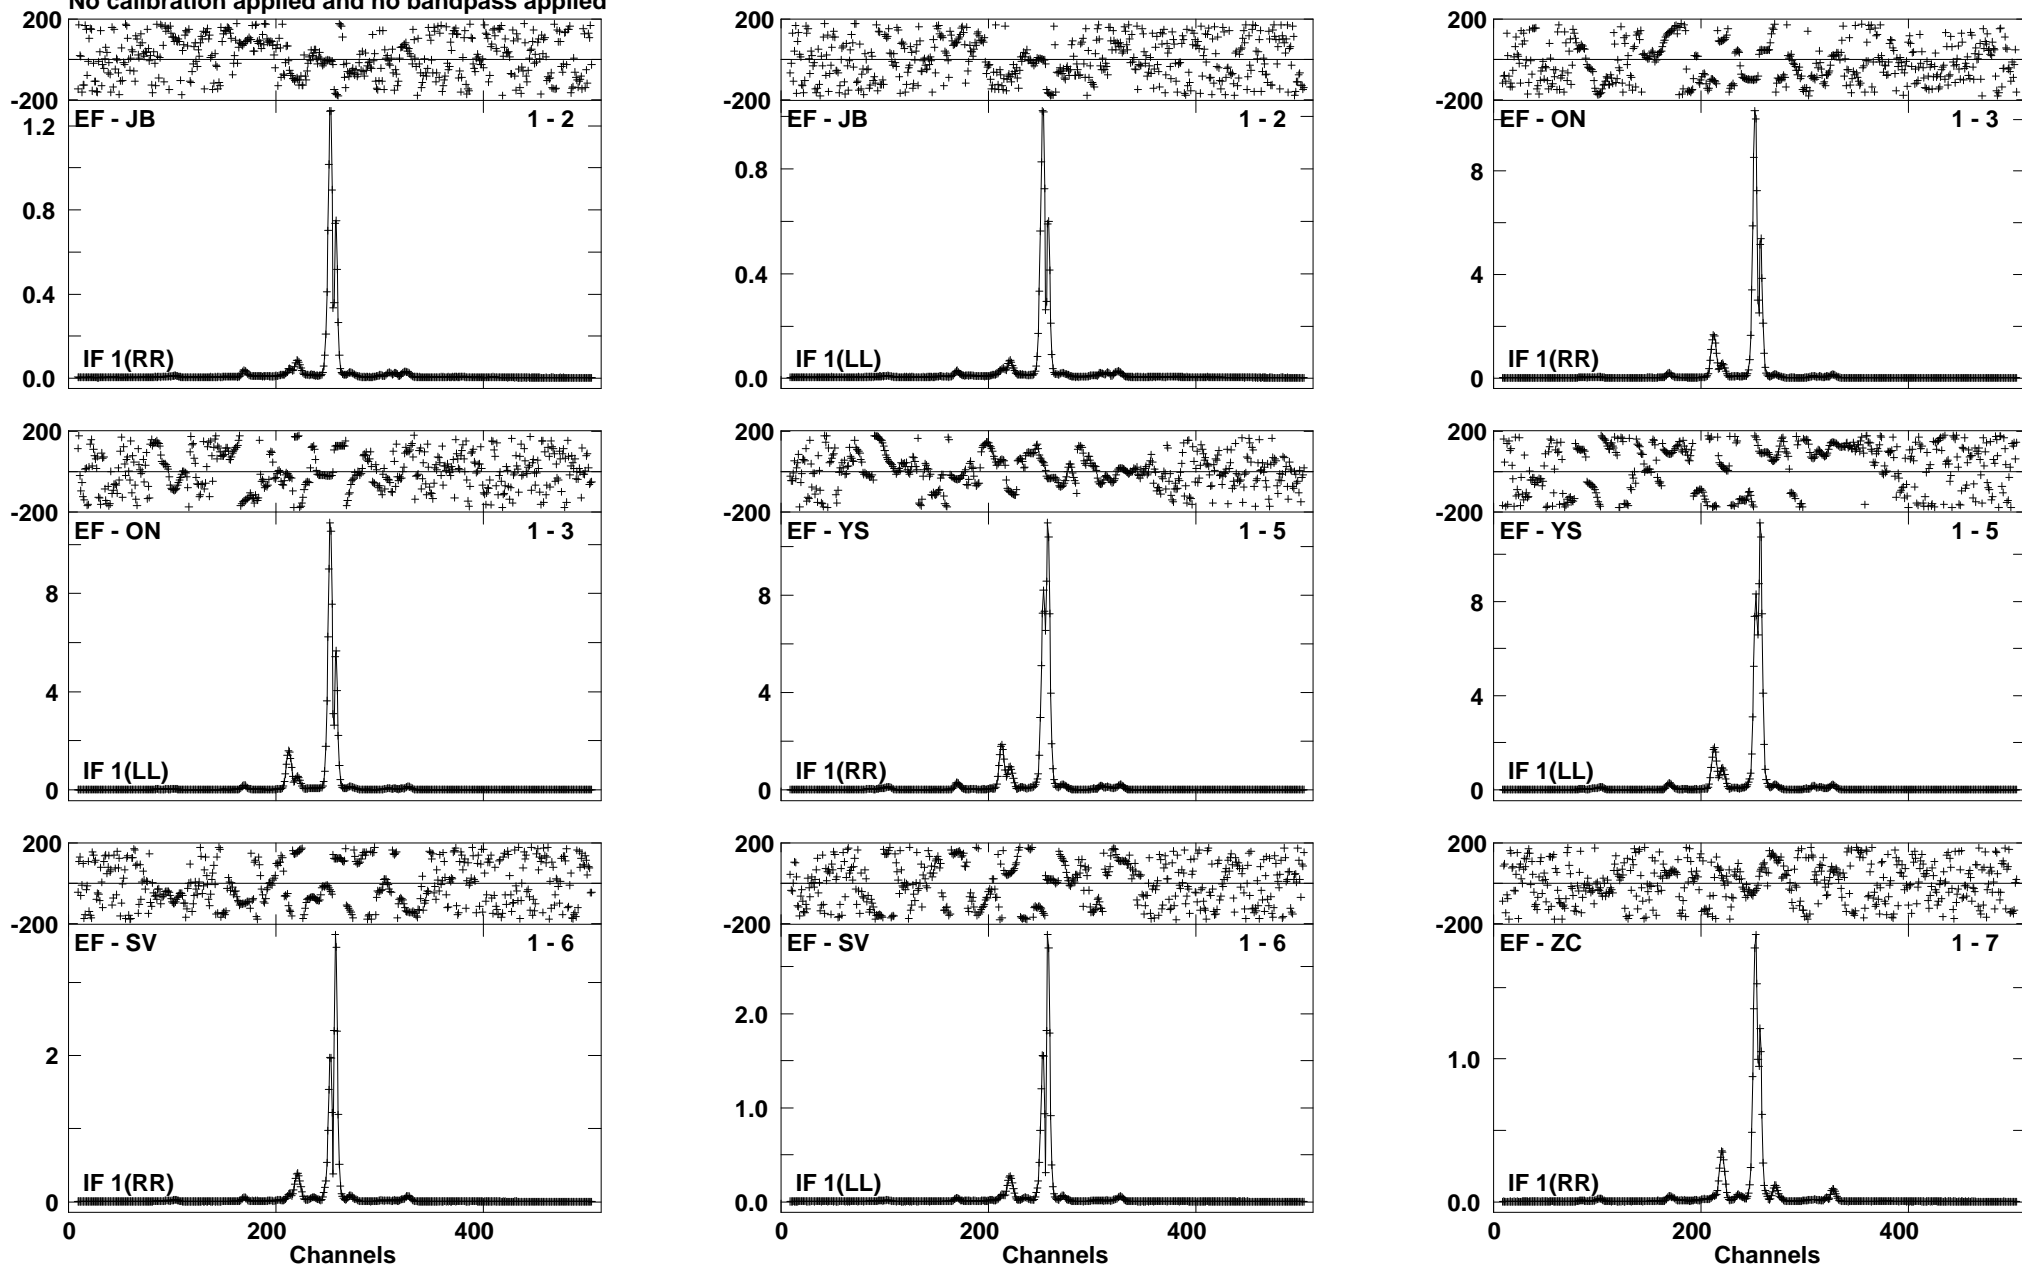 No calibration applied and no bandpass applied
200
-200
EF - JB 1 - 2
1.2
0.8
0.4
0.0
IF 1(RR)
EF - JB 1 - 2
0.8
0.4
0.0
IF 1(LL)
200
-200
EF - ON 1 - 3
8
4
0
IF 1(RR)
200
-200
EF - ON 1 - 3
8
4
0
IF 1(LL)
200
-200
EF - YS 1 - 5
8
4
0
IF 1(RR)
200
-200
EF - YS 1 - 5
8
4
0
IF 1(LL)
200
-200
EF - SV 1 - 6
2
0
IF 1(RR)
0 200 400
Channels
200
-200
EF - SV 1 - 6
2.0
1.0
0.0
IF 1(LL)
0 200 400
Channels
200
-200
EF - ZC 1 - 7
1.0
0.0
IF 1(RR)
0 200 400
Channels